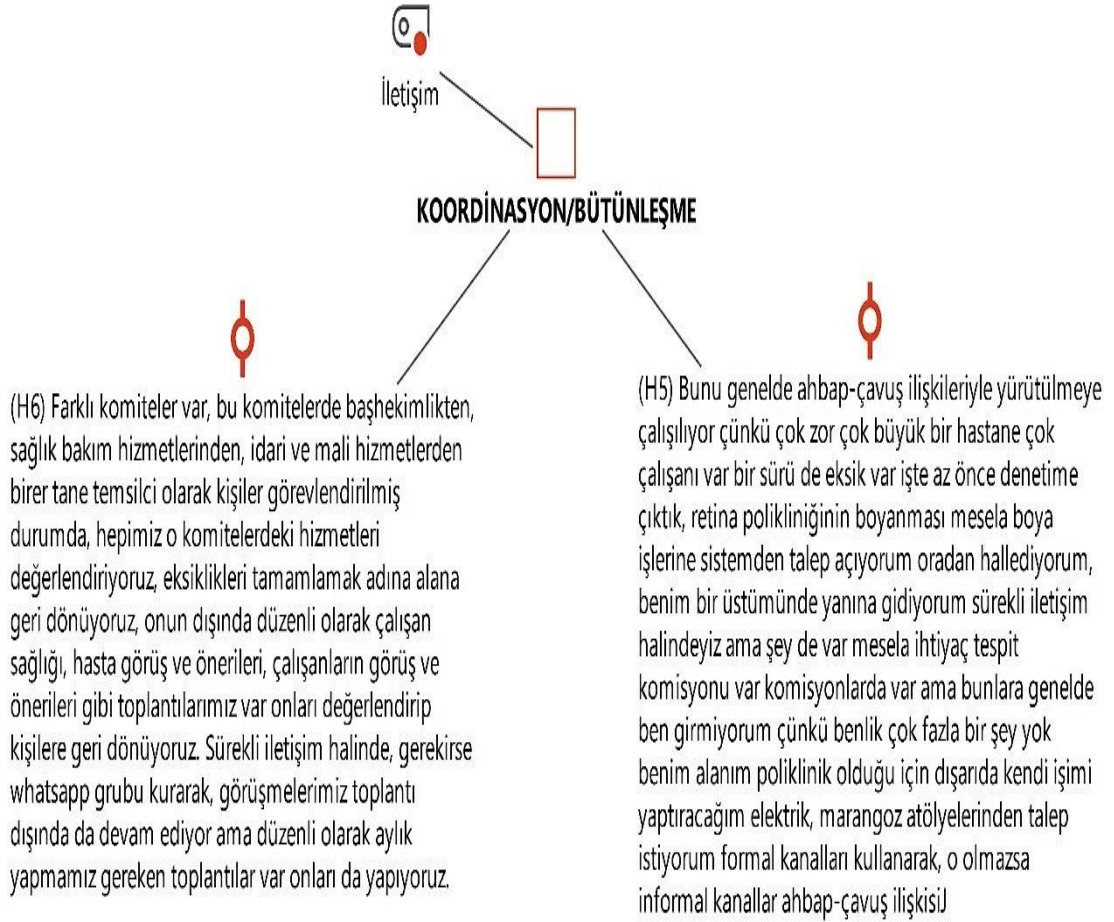 İletişim
KOORDİNASYON/BÜTÜNLEŞME
(H6) Farklı komiteler var, bu komitelerde başhekimlikten,
sağlık bakım hizmetlerinden, idari ve mali hizmetlerden
birer tane temsilci olarak kişiler görevlendirilmiş
durumda, hepimiz o komitelerdeki hizmetleri
değerlendiriyoruz, eksiklikleri tamamlamak adına alana
geri dönüyoruz, onun dışında düzenli olarak çalışan
sağlığı, hasta görüş ve önerileri, çalışanların görüş ve
önerileri gibi toplantılarımız var onları değerlendirip
kişilere geri dönüyoruz. Sürekli iletişim halinde, gerekirse
whatsapp grubu kurarak, görüşmelerimiz toplantı
dışında da devam ediyor ama düzenli olarak aylık
yapmamız gereken toplantılar var onları da yapıyoruz.
(H5) Bunu genelde ahbap-çavuş ilişkileriyle yürütülmeye
çalışılıyor çünkü çok zor çok büyük bir hastane çok
çalışanı var bir sürü de eksik var işte az önce denetime
çıktık, retina polikliniğinin boyanması mesela boya
işlerine sistemden talep açıyorum oradan hallediyorum,
benim bir üstümünde yanına gidiyorum sürekli iletişim
halindeyiz ama şey de var mesela ihtiyaç tespit
komisyonu var komisyonlarda var ama bunlara genelde
ben girmiyorum çünkü benlik çok fazla bir şey yok
benim alanım poliklinik olduğu için dışarıda kendi işimi
yaptıracağım elektrik, marangoz atölyelerinden talep
istiyorum formal kanalları kullanarak, o olmazsa
informal kanallar ahbap-çavuş ilişkisiJ